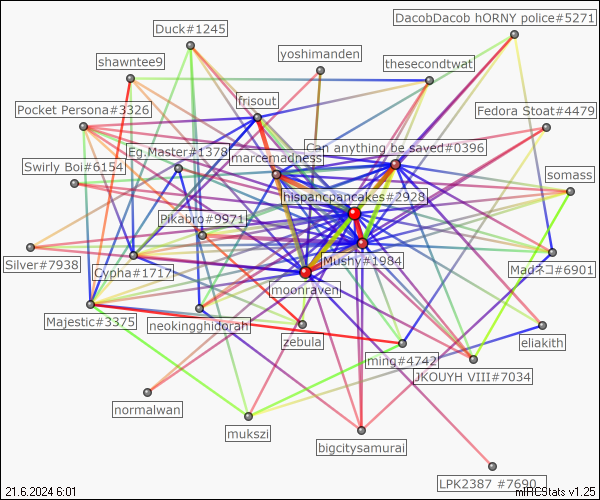 DacobDacob hORNY police#5271
Duck#1245
yoshimanden
shawntee9
thesecondtwat
frisout
Pocket Persona#3326
Fedora Stoat#4479
Eg.Master#1378
Can anything be saved#0396
marcemadness
Swirly Boi#6154
somass
hispancpancakes#2928
Pikabro#9971
Silver#7938
Cypha#1717
Mushy#1984
Madネコ#6901
moonraven
Majestic#3375
neokingghidorah
zebula
eliakith
ming#4742
JKOUYH VIII#7034
normalwan
mukszi
bigcitysamurai
LPK2387 #7690
21.6.2024 6:01
mIRCStats v1.25